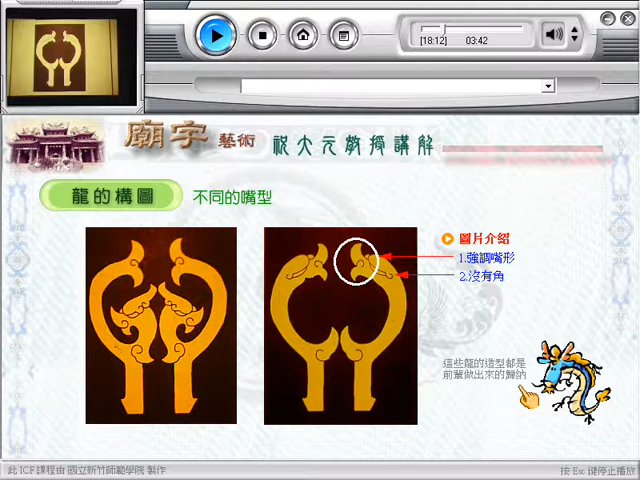 [18:12] 03:42
廟宇 藝術 祝大元教授講解
龍的構圖 不同的嘴型
圖片介紹
1.強調嘴形
2.沒有角
這些龍的造型都是
前輩做出來的歸納
此 ICF 課程由 國立新竹師範學院 製作
按 Esc 鍵停止播放